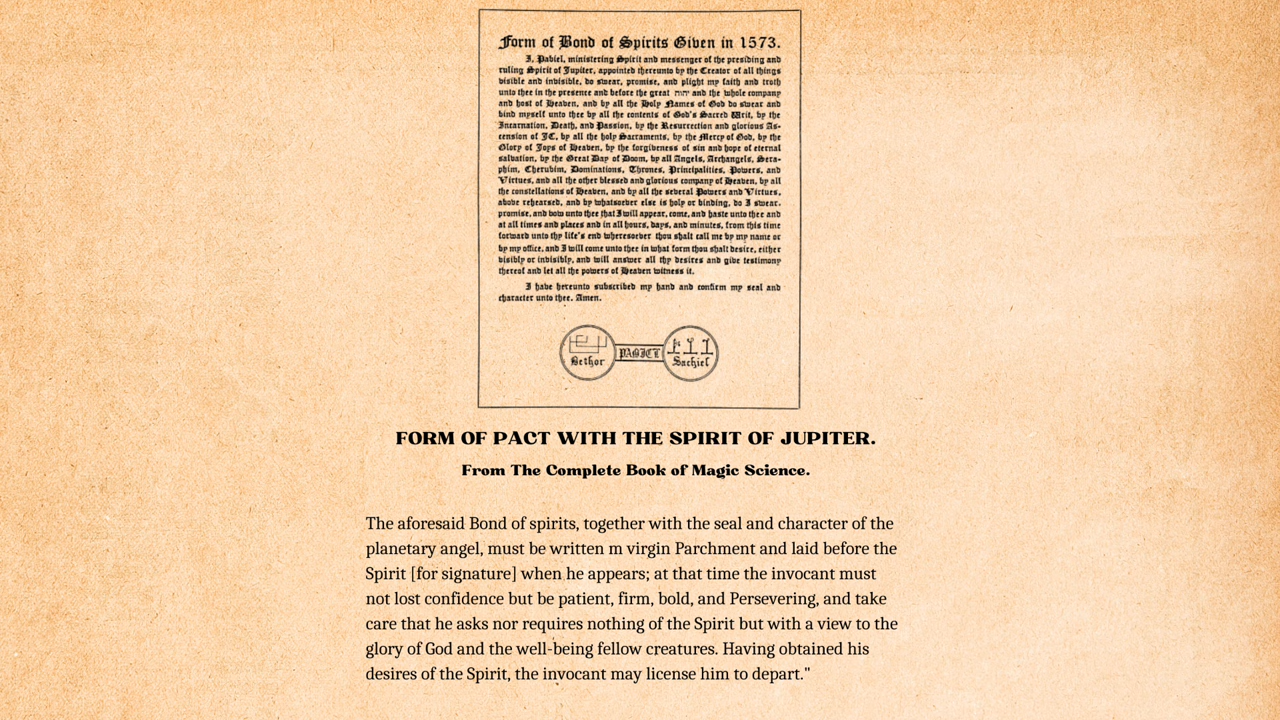 Form of Bond of Spirits Given in 1573.
I, Pabiel, ministering Spirit and messenger of the presiding and
ruling Spirit of Jupiter, appointed thereunto by the Creator of all things
visible and invisible, do swear, promise, and plight my faith and troth
unto thee in the presence and before the great יהוה and the whole company
and host of Heaven, and by all the Holy Names of God do swear and
bind myself unto thee by all the contents of God's Sacred Writ, by the
Incarnation, Death, and Passion, by the Resurrection and glorious As-
cension of JC, by all the holy Sacraments, by the Mercy of God, by the
Glory of Joys of Heaven, by the forgiveness of sin and hope of eternal
salvation, by the Great Day of Doom, by all Angels, Archangels, Sera-
phim, Cherubim, Dominations, Thrones, Principalities, Powers, and
Virtues, and all the other blessed and glorious company of Heaven, by all
the constellations of Heaven, and by all the several Powers and Virtues,
above rehearsed, and by whatsoever else is holy or binding, do I swear,
promise, and vow unto thee that I will appear, come, and haste unto thee and
at all times and places and in all hours, days, and minutes, from this time
forward unto thy life's end wheresoever thou shalt call me by my name or
by my office, and I will come unto thee in what form thou shalt desire, either
visibly or invisibly, and will answer all thy desires and give testimony
thereof and let all the powers of Heaven witness it.
I have hereunto subscribed my hand and confirm my seal and
character unto thee. Amen.
Bethor PABIEL Sachiel
FORM OF PACT WITH THE SPIRIT OF JUPITER.
From The Complete Book of Magic Science.
The aforesaid Bond of spirits, together with the seal and character of the
planetary angel, must be written m virgin Parchment and laid before the
Spirit [for signature] when he appears; at that time the invocant must
not lost confidence but be patient, firm, bold, and Persevering, and take
care that he asks nor requires nothing of the Spirit but with a view to the
glory of God and the well-being fellow creatures. Having obtained his
desires of the Spirit, the invocant may license him to depart."